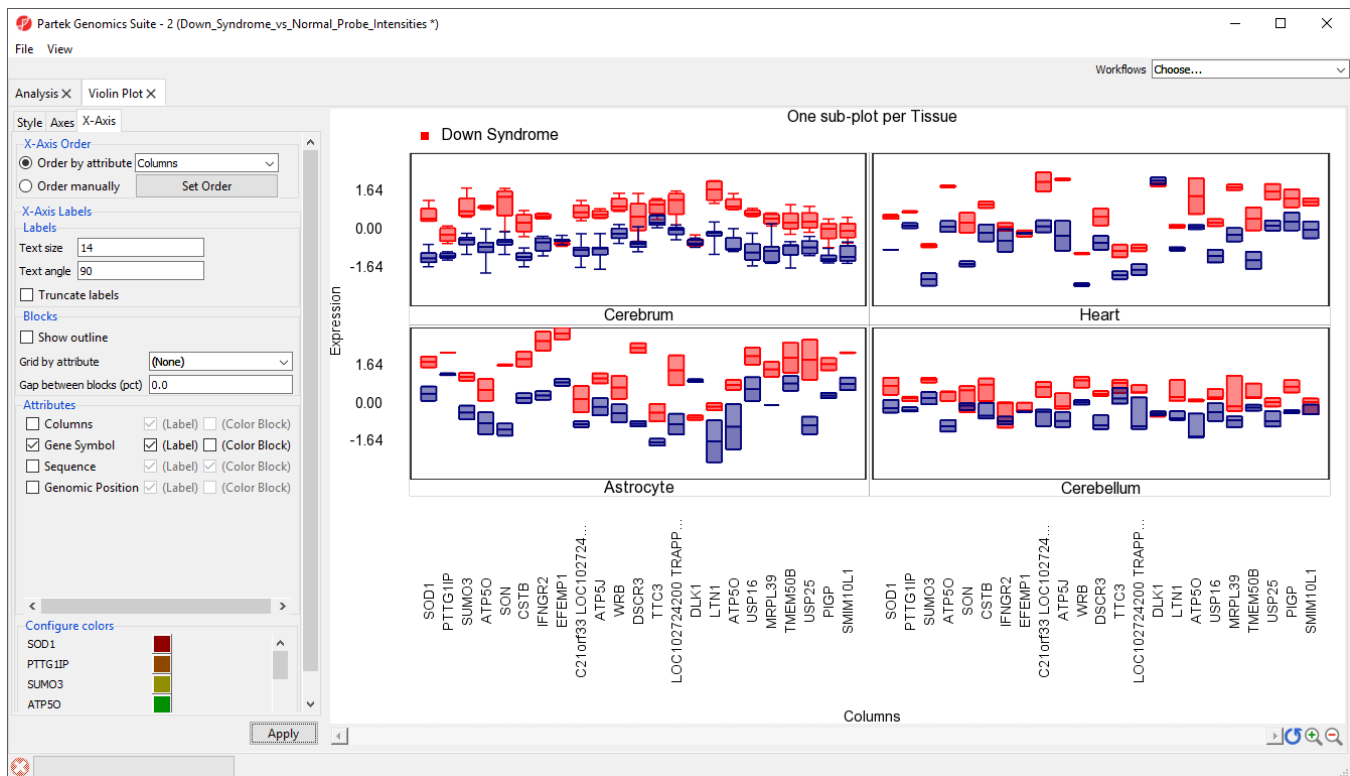 Partek Genomics Suite - 2 (Down_Syndrome_vs_Normal_Probe_Intensities *)
File View
Workflows Choose...
Analysis Violin Plot
Style Axes X-Axis
X-Axis Order
Order by attribute Columns
Order manually Set Order
X-Axis Labels
Labels
Text size 14
Text angle 90
Truncate labels
Blocks
Show outline
Grid by attribute (None)
Gap between blocks (pct) 0.0
Attributes
Columns (Label) (Color Block)
Gene Symbol (Label) (Color Block)
Sequence (Label) (Color Block)
Genomic Position (Label) (Color Block)
Configure colors
SOD1
PTTG1IP
SUMO3
ATP5O
Apply
One sub-plot per Tissue
Down Syndrome
Expression
1.64
0.00
-1.64
Cerebrum
Heart
1.64
0.00
-1.64
Astrocyte
Cerebellum
SOD1
PTTG1IP
SUMO3
ATP5O
SON
CSTB
IFNGR2
EFEMP1
C21orf33 LOC102724...
ATP5J
WRB
DSCR3
TTC3
LOC102724200 TRAPP...
DLK1
LTN1
ATP5O
USP16
MRPL39
TMEM50B
USP25
PIGP
SMIM10L1
SOD1
PTTG1IP
SUMO3
ATP5O
SON
CSTB
IFNGR2
EFEMP1
C21orf33 LOC102724...
ATP5J
WRB
DSCR3
TTC3
LOC102724200 TRAPP...
DLK1
LTN1
ATP5O
USP16
MRPL39
TMEM50B
USP25
PIGP
SMIM10L1
Columns